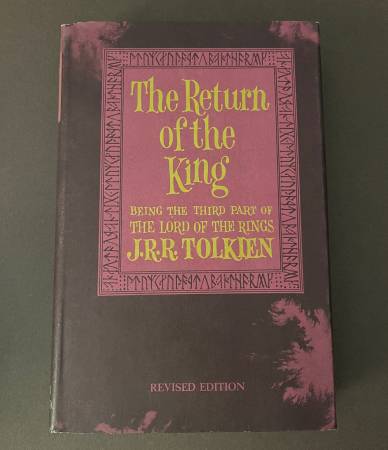 The Return
of the
King
BEING THE THIRD PART OF
THE LORD OF THE RINGS
J.R.R. TOLKIEN
REVISED EDITION